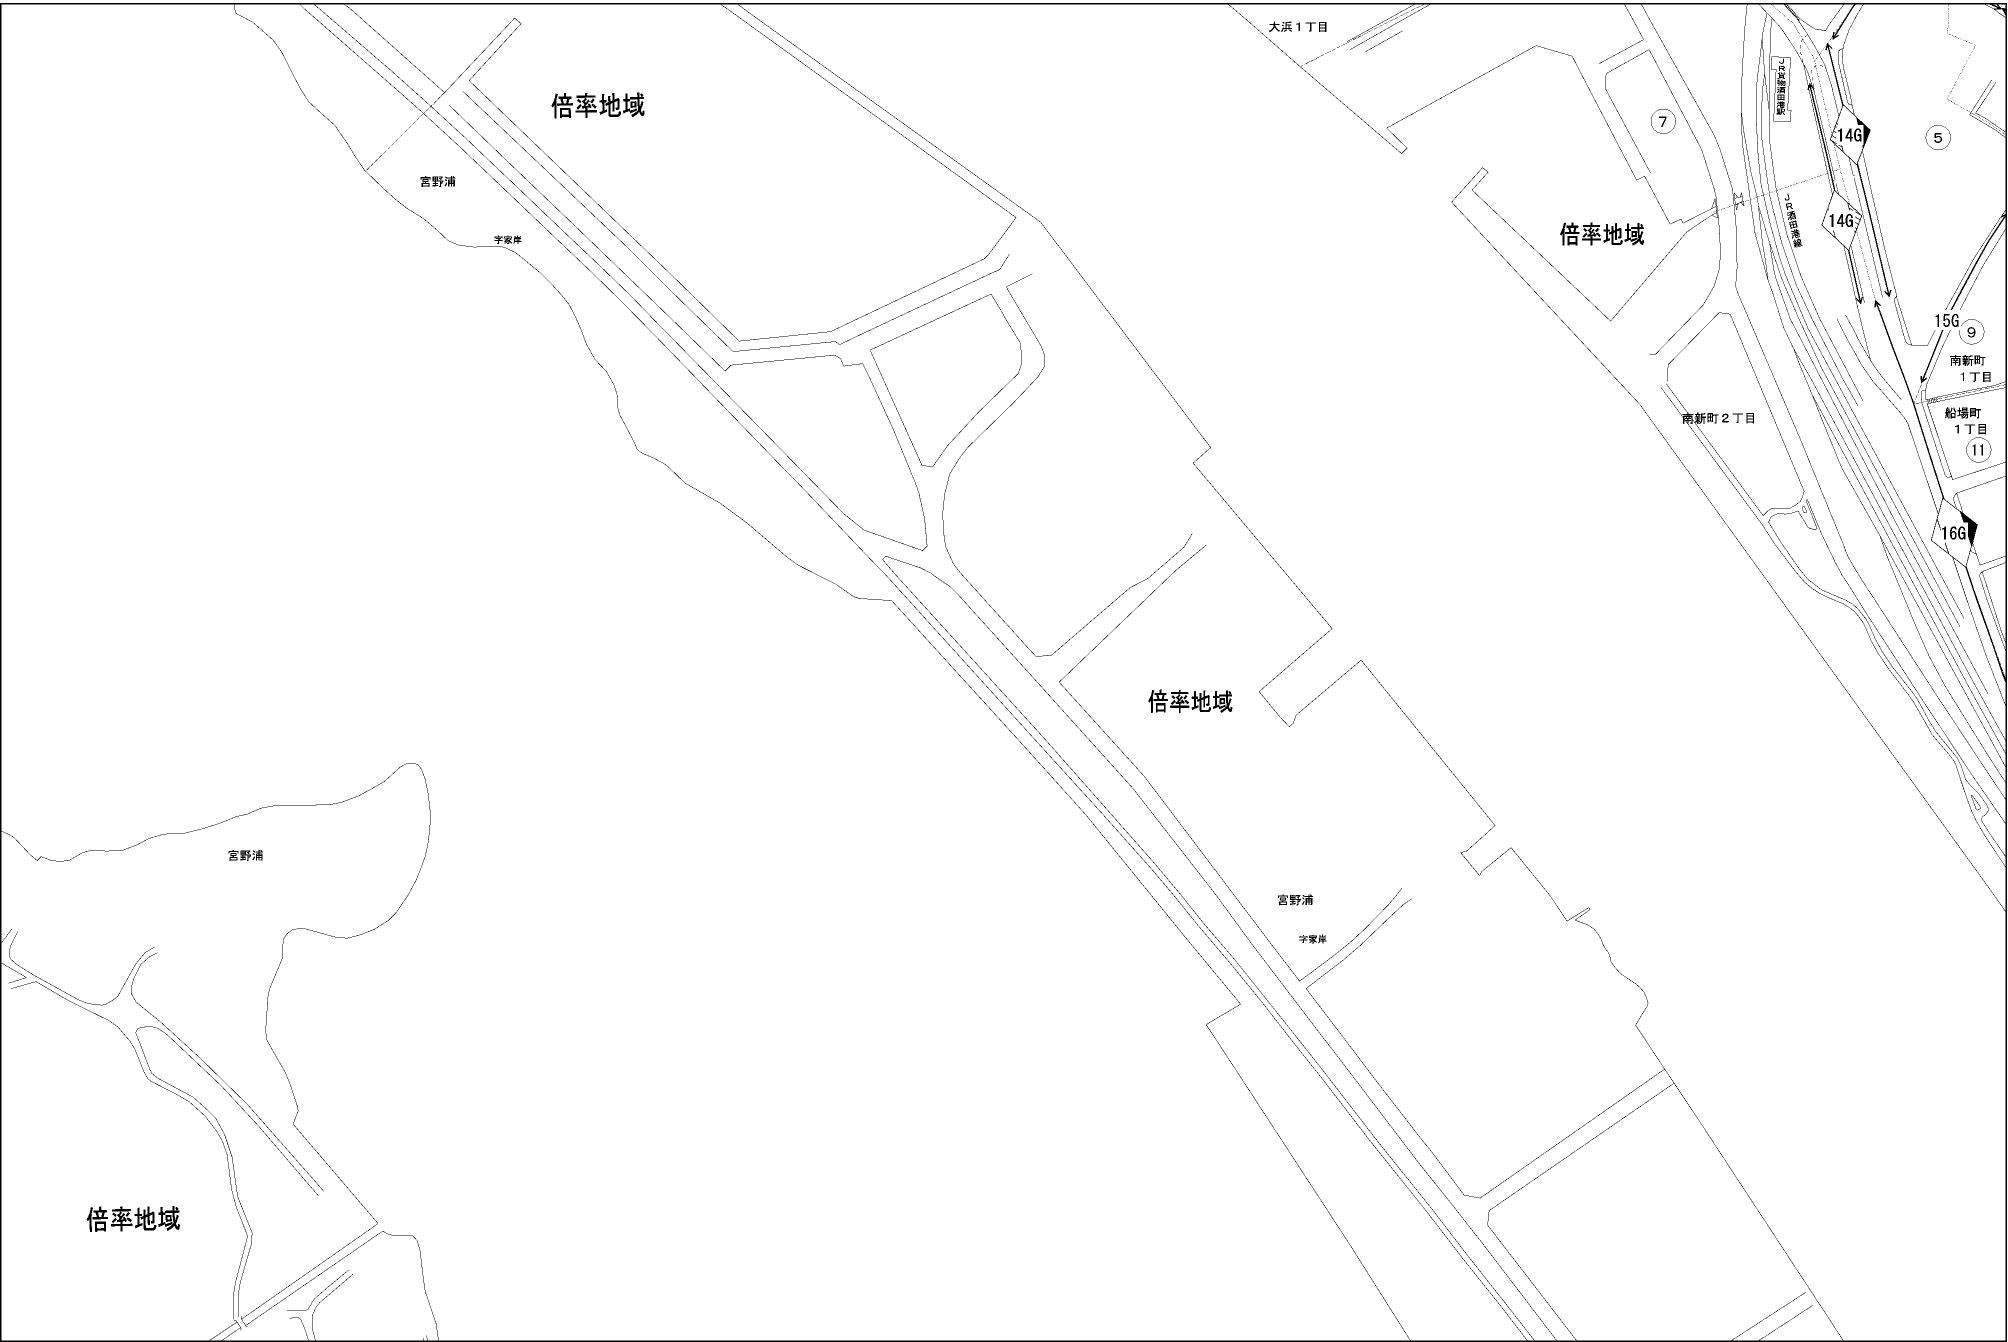 大浜１丁目
倍率地域
宮野浦
字家岸
ＪＲ貨物酒田港駅
⑦
14G
⑤
14G
ＪＲ酒田港線
倍率地域
15G
⑨
南新町
１丁目
船場町
１丁目
⑪
南新町２丁目
16G
倍率地域
宮野浦
宮野浦
字家岸
倍率地域